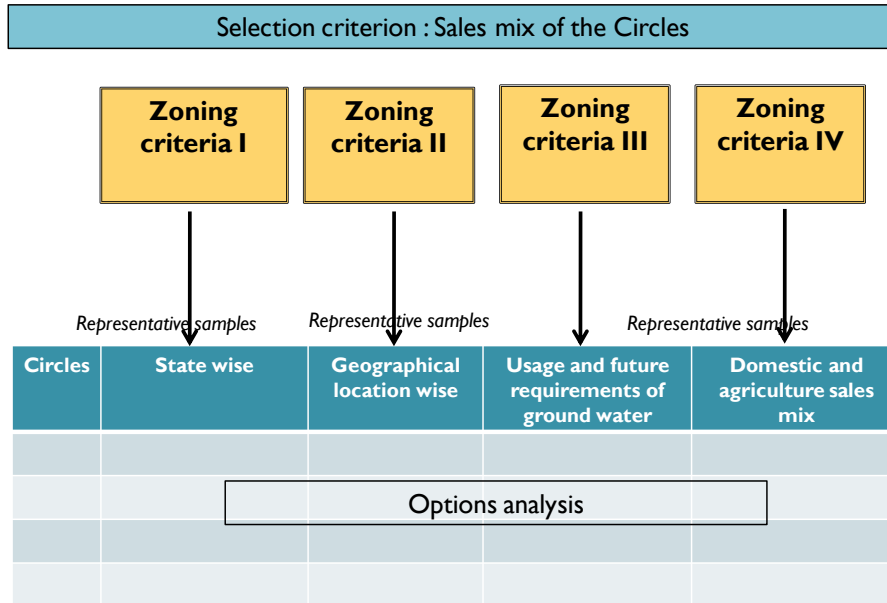 Selection criterion : Sales mix of the Circles
Zoning
criteria I
Zoning
criteria II
Zoning
criteria III
Zoning
criteria IV
Representative samples
Representative samples
Representative samples
Circles
State wise
Geographical
location wise
Usage and future
requirements of
ground water
Domestic and
agriculture sales
mix
Options analysis